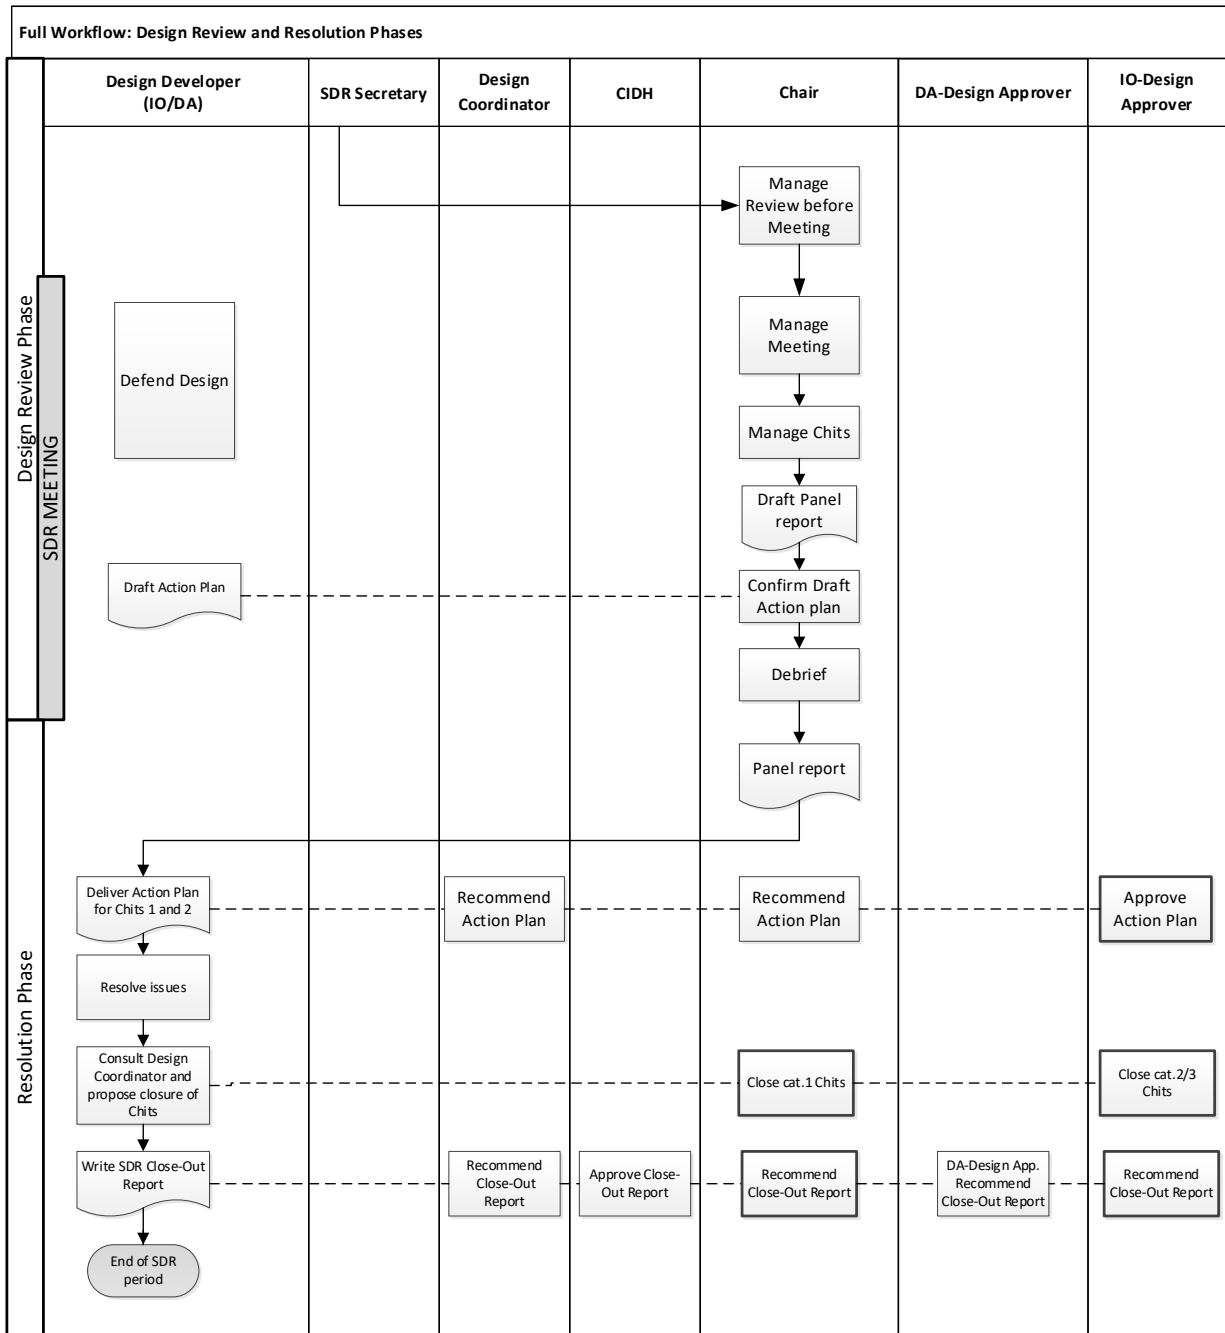 Full Workflow: Design Review and Resolution Phases
Design Developer
(IO/DA)
SDR Secretary
Design
Coordinator
CIDH
Chair
DA-Design Approver
IO-Design
Approver
Design Review Phase
SDR MEETING
Manage
Review before
Meeting
Defend Design
Manage
Meeting
Manage Chits
Draft Panel
report
Draft Action Plan
Confirm Draft
Action plan
Debrief
Panel report
Resolution Phase
Deliver Action Plan
for Chits 1 and 2
Recommend
Action Plan
Recommend
Action Plan
Approve
Action Plan
Resolve issues
Consult Design
Coordinator and
propose closure of
Chits
Close cat.1 Chits
Close cat.2/3
Chits
Write SDR Close-Out
Report
Recommend
Close-Out
Report
Approve Close-
Out Report
Recommend
Close-Out Report
DA-Design App.
Recommend
Close-Out Report
Recommend
Close-Out Report
End of SDR
period